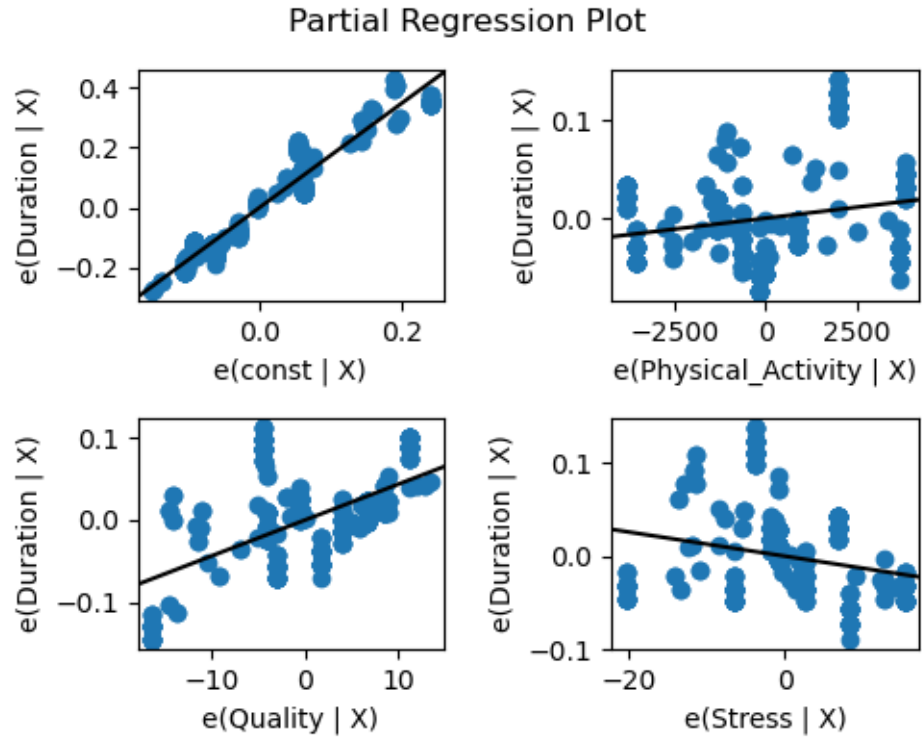 Partial Regression Plot
e(Duration | X)
0.4
0.2
0.0
−0.2
0.0
0.2
e(const | X)
e(Duration | X)
0.1
0.0
−2500
0
2500
e(Physical_Activity | X)
e(Duration | X)
0.1
0.0
−0.1
−10
0
10
e(Quality | X)
e(Duration | X)
0.1
0.0
−0.1
−20
0
e(Stress | X)